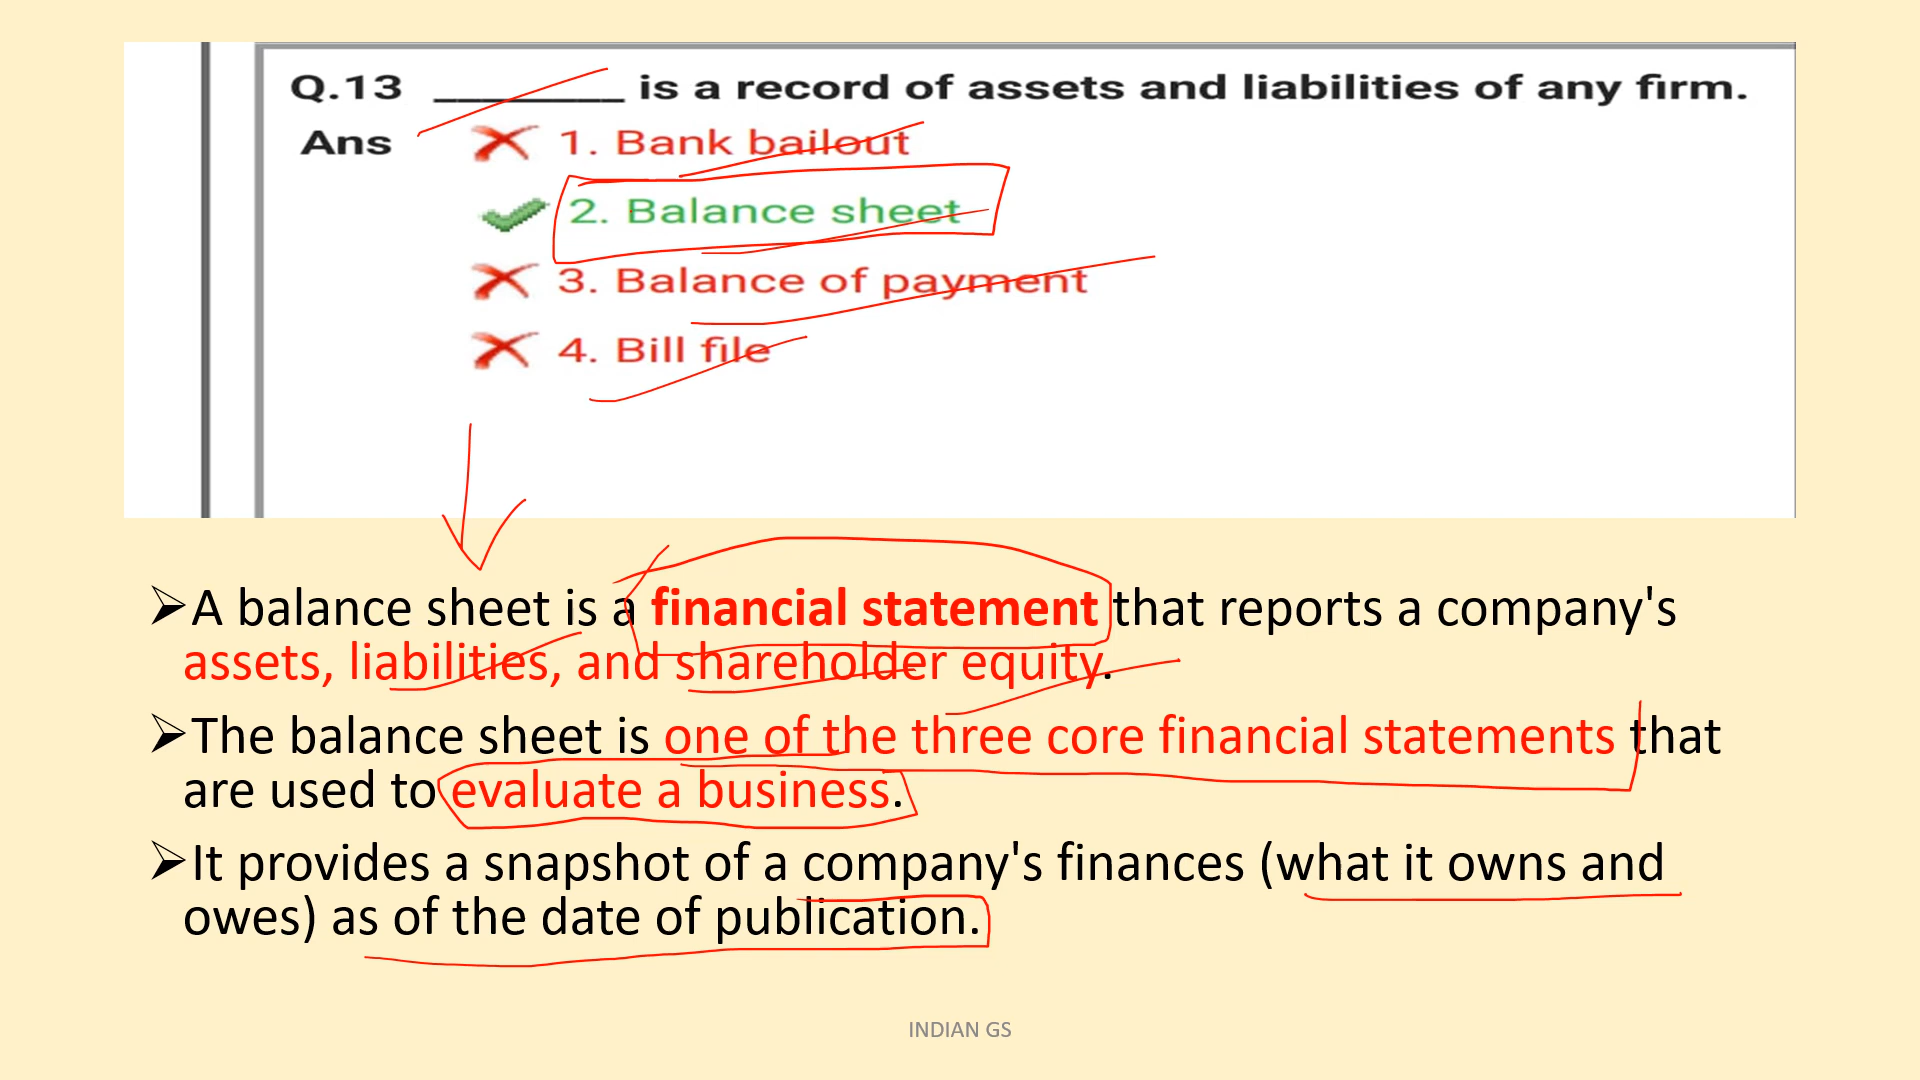 Q.13 ________ is a record of assets and liabilities of any firm.
Ans 1. Bank bailout
2. Balance sheet
3. Balance of payment
4. Bill file
➢A balance sheet is a financial statement that reports a company's
assets, liabilities, and shareholder equity.
➢The balance sheet is one of the three core financial statements that
are used to evaluate a business.
➢It provides a snapshot of a company's finances (what it owns and
owes) as of the date of publication.
INDIAN GS